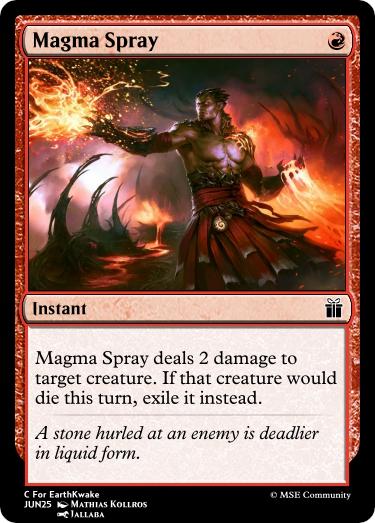 Magma Spray
Instant
Magma Spray deals 2 damage to
target creature. If that creature would
die this turn, exile it instead.
A stone hurled at an enemy is deadlier
in liquid form.
C For EarthKwake
JUN25 Mathias Kollros
Jallaba
© MSE Community